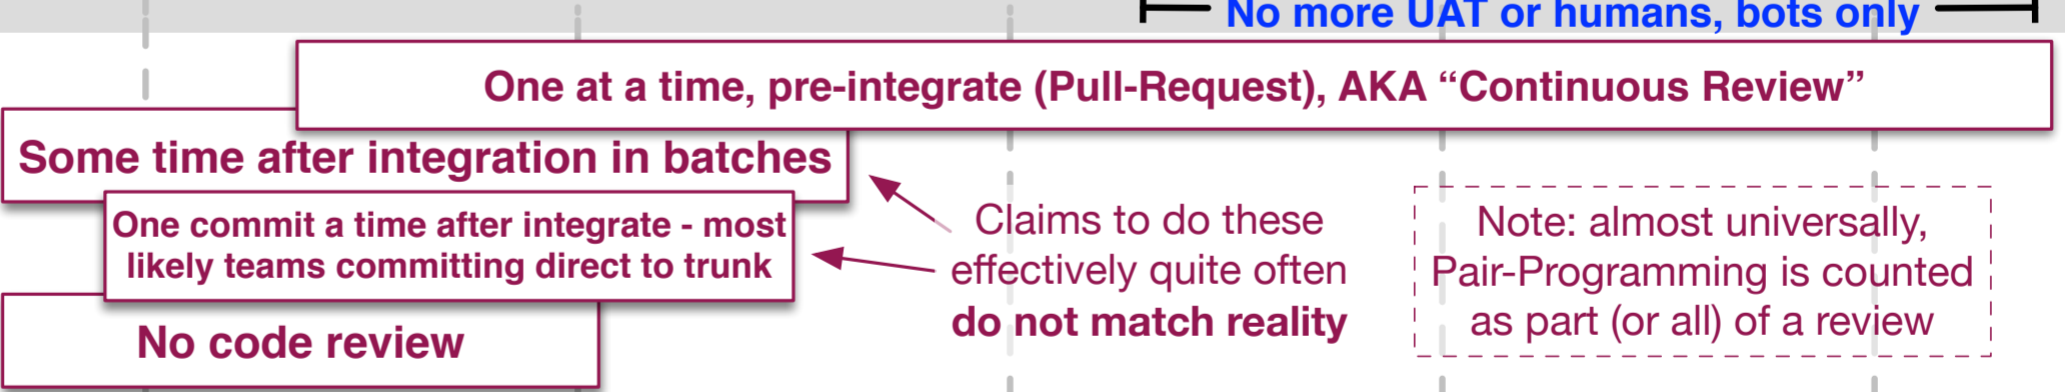 No more UAT or humans, bots only
One at a time, pre-integrate (Pull-Request), AKA “Continuous Review”
Some time after integration in batches
One commit a time after integrate - most
likely teams committing direct to trunk
No code review
Claims to do these
effectively quite often
do not match reality
Note: almost universally,
Pair-Programming is counted
as part (or all) of a review